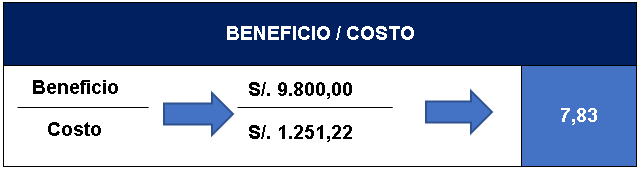 BENEFICIO / COSTO
Beneficio
Costo
S/. 9.800,00
S/. 1.251,22
7,83